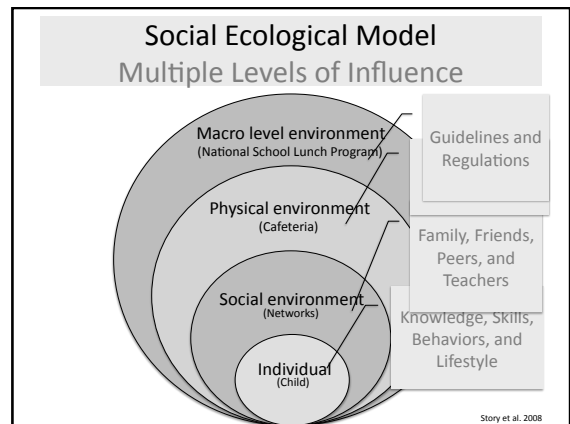 Social Ecological Model
Multiple Levels of Influence
Macro level environment
(National School Lunch Program)
Guidelines and
Regulations
Physical environment
(Cafeteria)
Family, Friends,
Peers, and
Teachers
Social environment
(Networks)
Knowledge, Skills,
Behaviors, and
Lifestyle
Individual
(Child)
Story et al. 2008